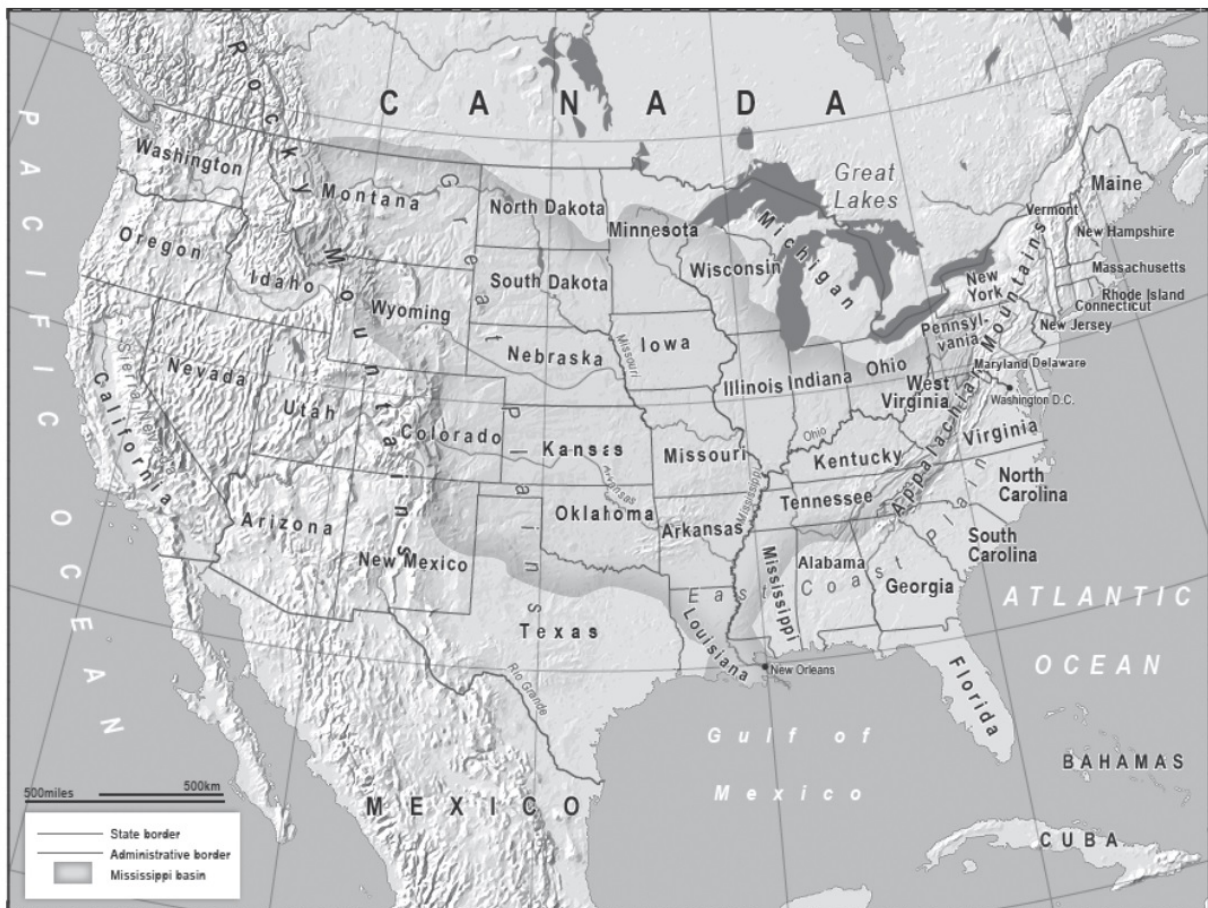 CANADA
Rocky Mountains
Great Plains
PACIFIC OCEAN
Washington
Montana
North Dakota
Minnesota
Great Lakes
Michigan
Maine
Vermont
New Hampshire
Oregon
Idaho
South Dakota
Wisconsin
New York
Massachusetts
Rhode Island
Connecticut
Wyoming
Pennsyl-
vania
New Jersey
Nebraska
Missouri
Iowa
Illinois
Indiana
Ohio
Maryland
Delaware
West
Virginia
Washington D.C.
Sierra Nevada
California
Nevada
Utah
Colorado
Kansas
Missouri
Ohio
Kentucky
Virginia
Appalachian Mountains
Arkansas
Mississippi
Tennessee
North
Carolina
Arizona
New Mexico
Oklahoma
Arkansas
South
Carolina
Alabama
Georgia
East Coast Plain
Mississippi
Texas
Louisiana
New Orleans
Florida
Rio Grande
ATLANTIC
OCEAN
Gulf of
Mexico
BAHAMAS
MEXICO
CUBA
500miles
500km
State border
Administrative border
Mississippi basin